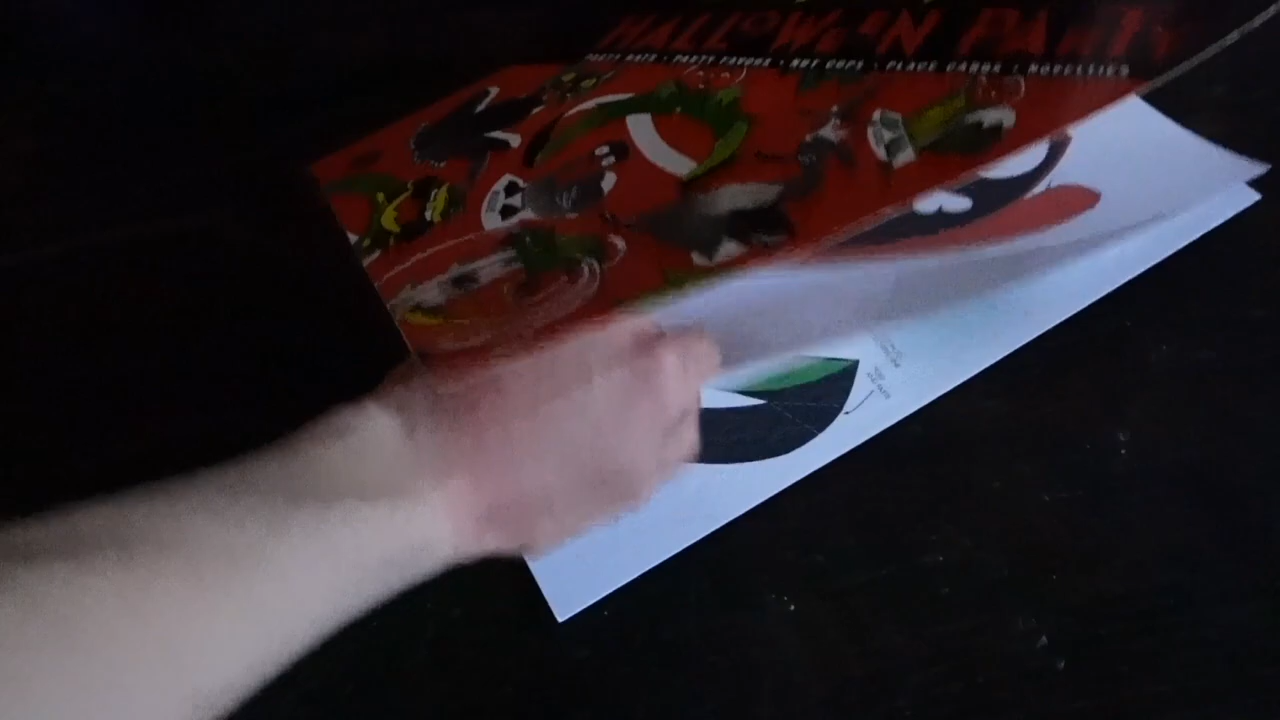 HALLOWEEN PARTY
PARTY HATS • PARTY FAVORS • NUT CUPS • PLACE CARDS • NOVELTIES